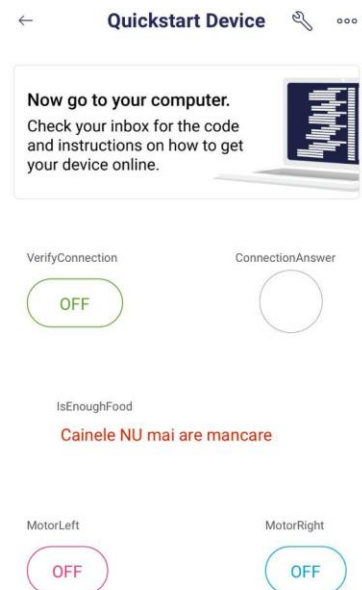 Quickstart Device
Now go to your computer.
Check your inbox for the code
and instructions on how to get
your device online.
VerifyConnection
ConnectionAnswer
OFF
IsEnoughFood
Cainele NU mai are mancare
MotorLeft
MotorRight
OFF
OFF